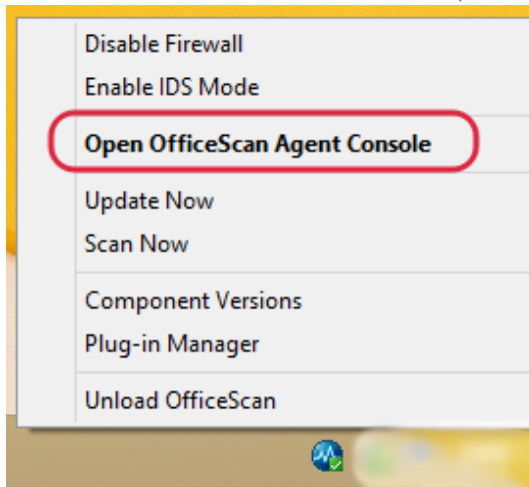 Disable Firewall
Enable IDS Mode
Open OfficeScan Agent Console
Update Now
Scan Now
Component Versions
Plug-in Manager
Unload OfficeScan